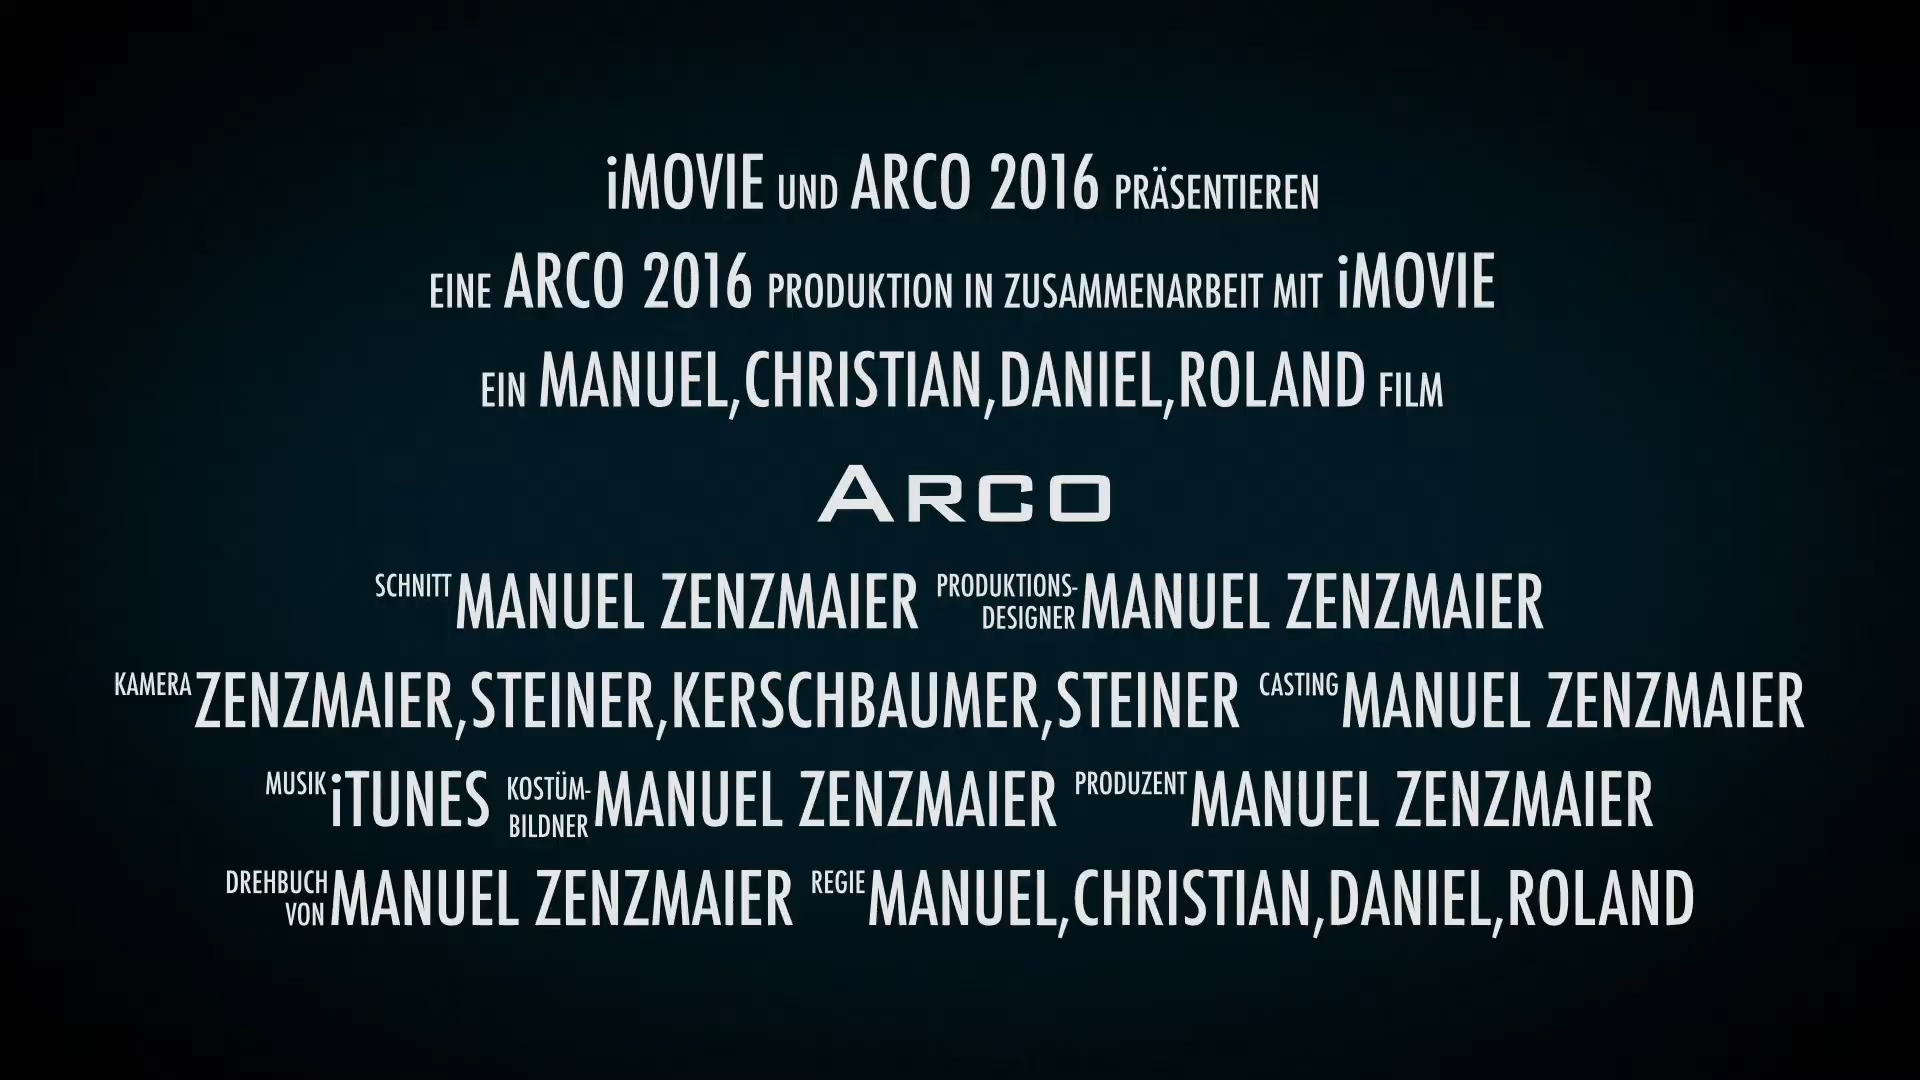 iMOVIE UND ARCO 2016 PRÄSENTIEREN
EINE ARCO 2016 PRODUKTION IN ZUSAMMENARBEIT MIT iMOVIE
EIN MANUEL,CHRISTIAN,DANIEL,ROLAND FILM
ARCO
SCHNITT MANUEL ZENZMAIER PRODUKTIONS-DESIGNER MANUEL ZENZMAIER
KAMERA ZENZMAIER,STEINER,KERSCHBAUMER,STEINER CASTING MANUEL ZENZMAIER
MUSIK iTUNES KOSTÜM-BILDNER MANUEL ZENZMAIER PRODUZENT MANUEL ZENZMAIER
DREHBUCH VON MANUEL ZENZMAIER REGIE MANUEL,CHRISTIAN,DANIEL,ROLAND